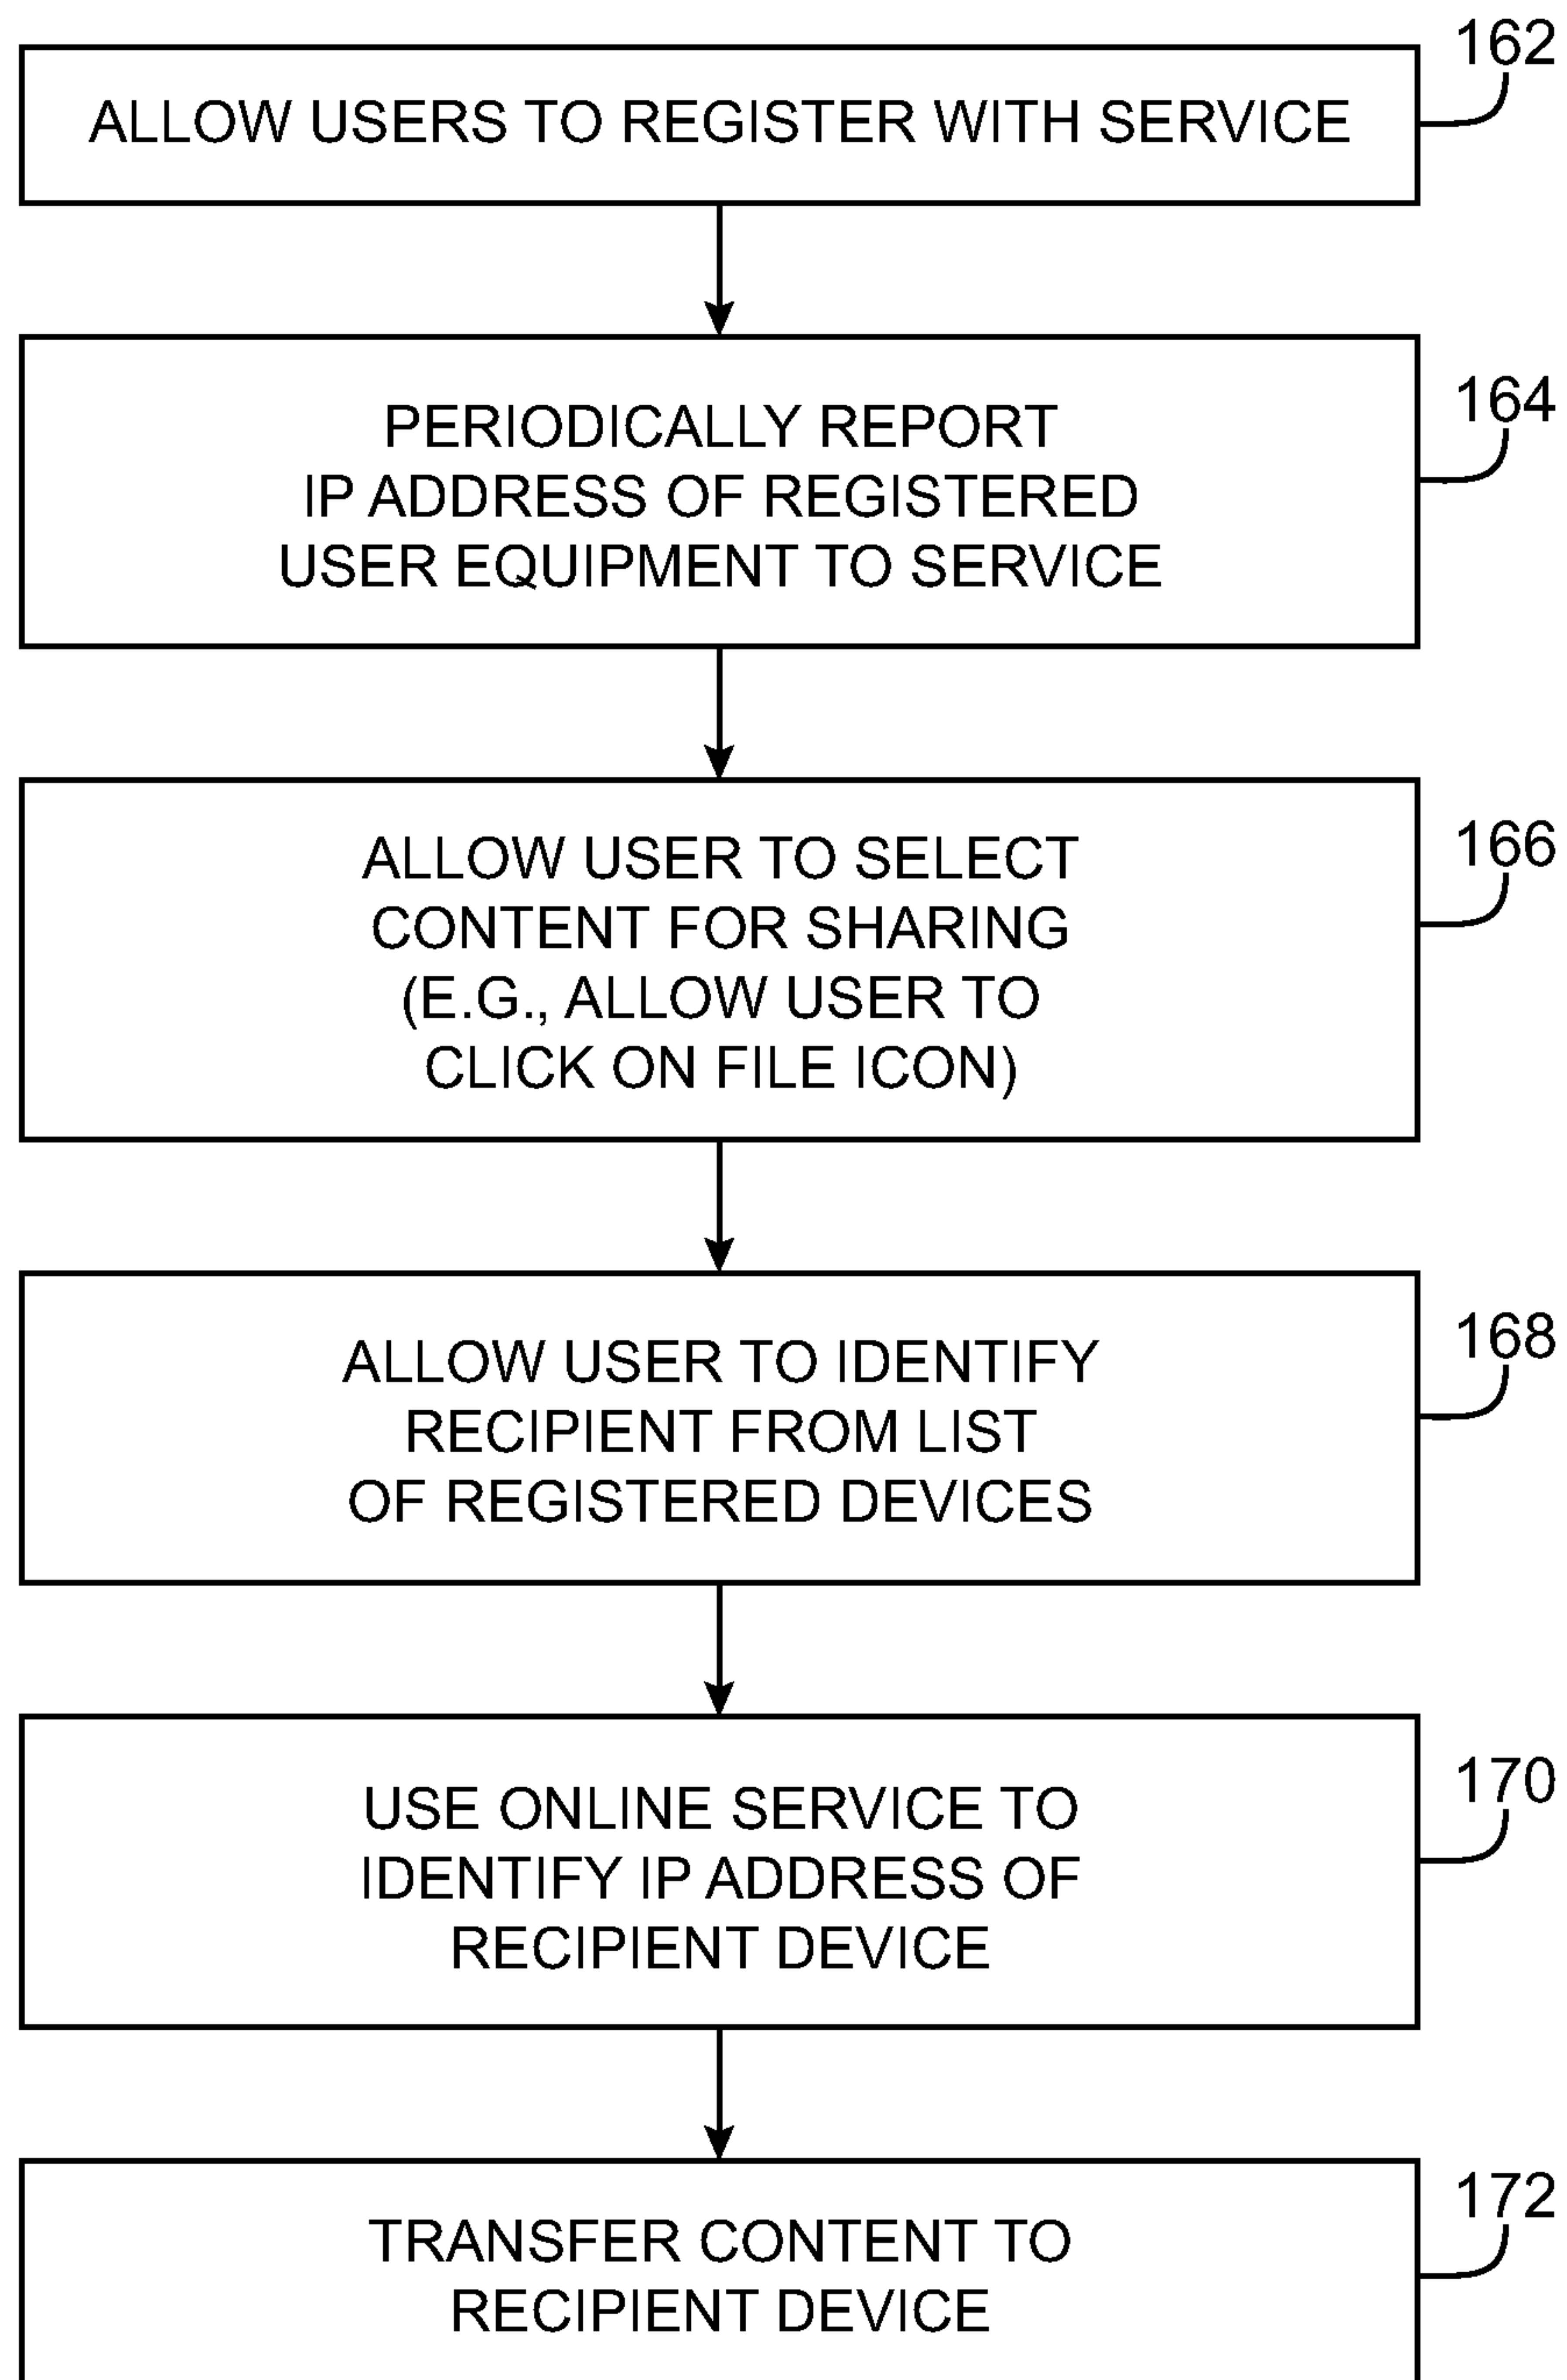 162
ALLOW USERS TO REGISTER WITH SERVICE
164
PERIODICALLY REPORT
IP ADDRESS OF REGISTERED
USER EQUIPMENT TO SERVICE
166
ALLOW USER TO SELECT
CONTENT FOR SHARING
(E.G., ALLOW USER TO
CLICK ON FILE ICON)
168
ALLOW USER TO IDENTIFY
RECIPIENT FROM LIST
OF REGISTERED DEVICES
170
USE ONLINE SERVICE TO
IDENTIFY IP ADDRESS OF
RECIPIENT DEVICE
172
TRANSFER CONTENT TO
RECIPIENT DEVICE